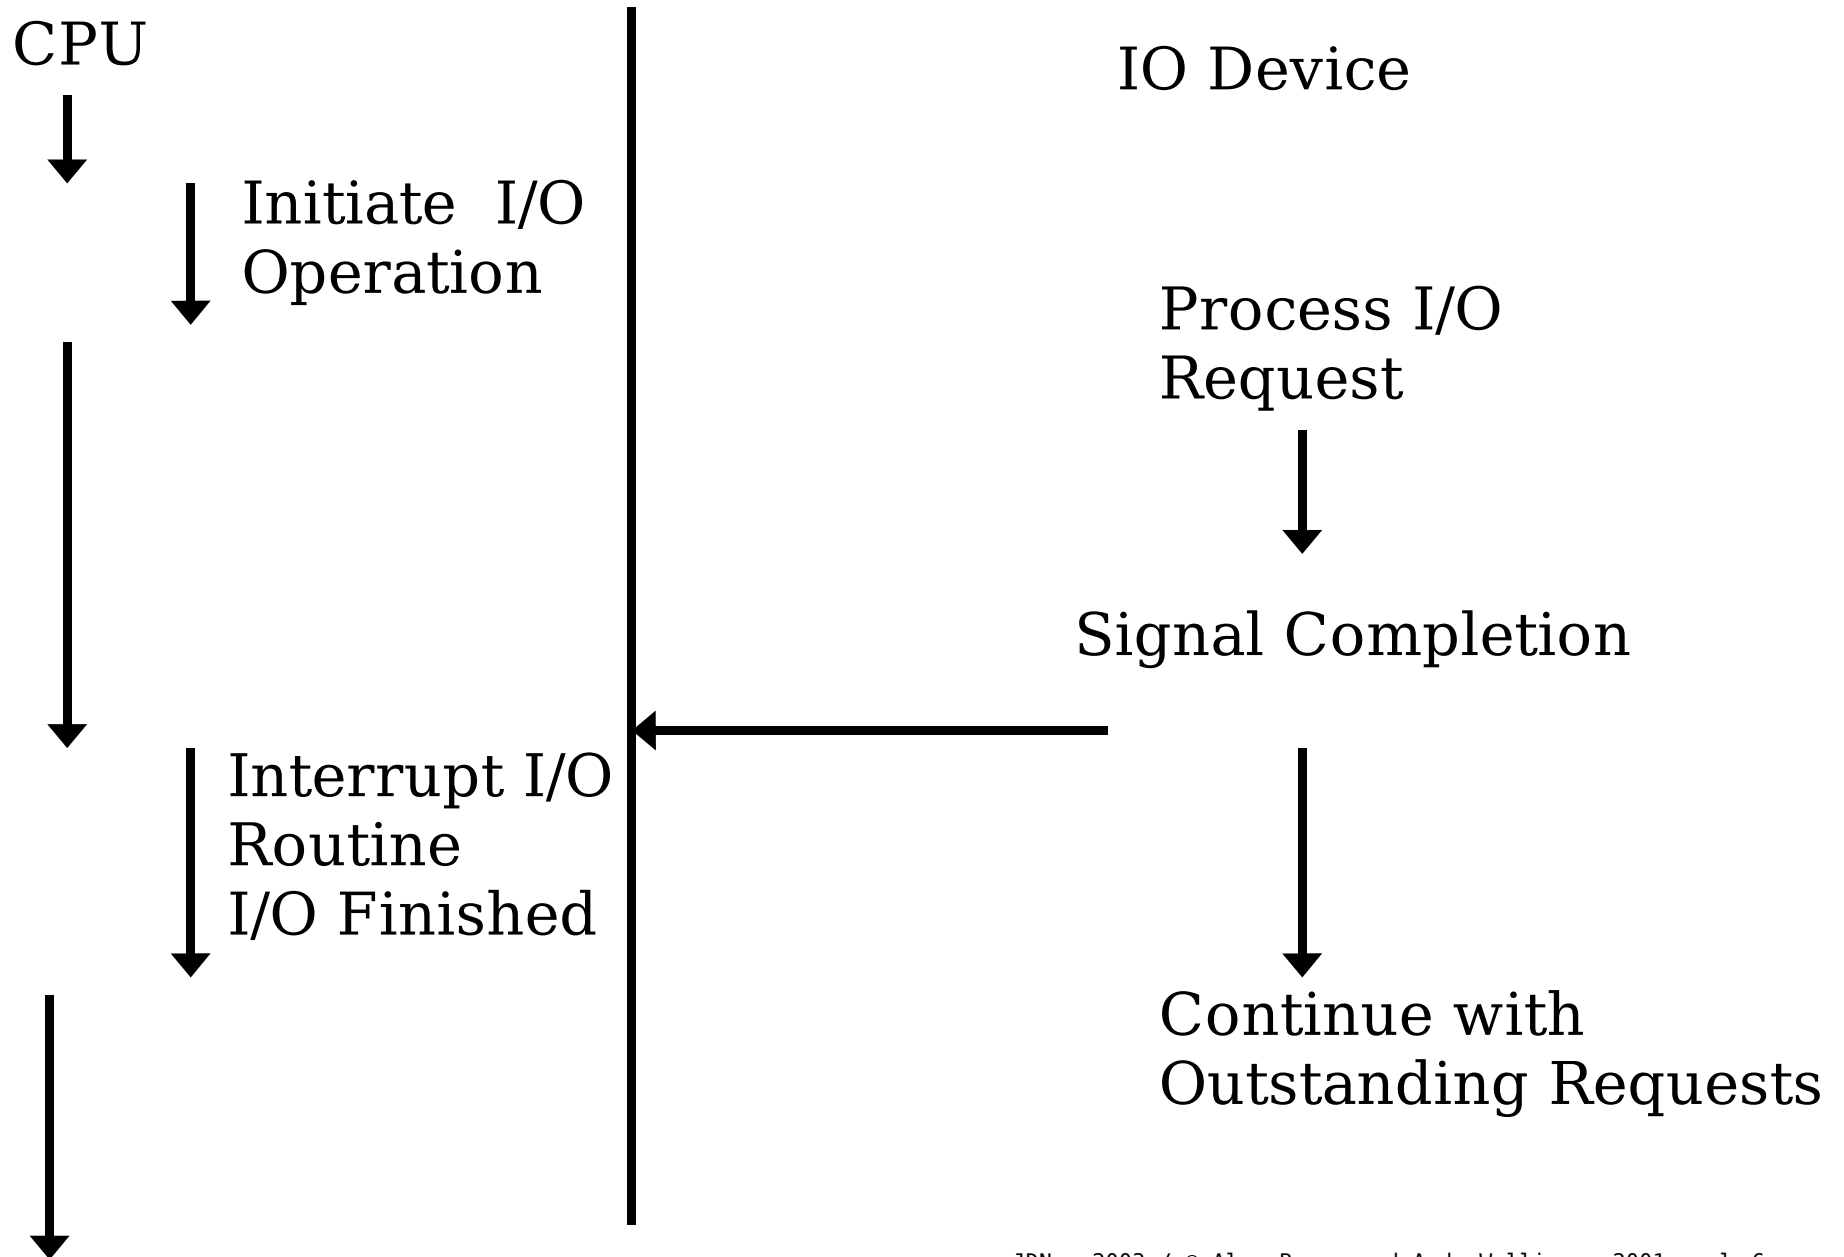 CPU
IO Device
Initiate I/O
Operation
Process I/O
Request
Signal Completion
Interrupt I/O
Routine
I/O Finished
Continue with
Outstanding Requests